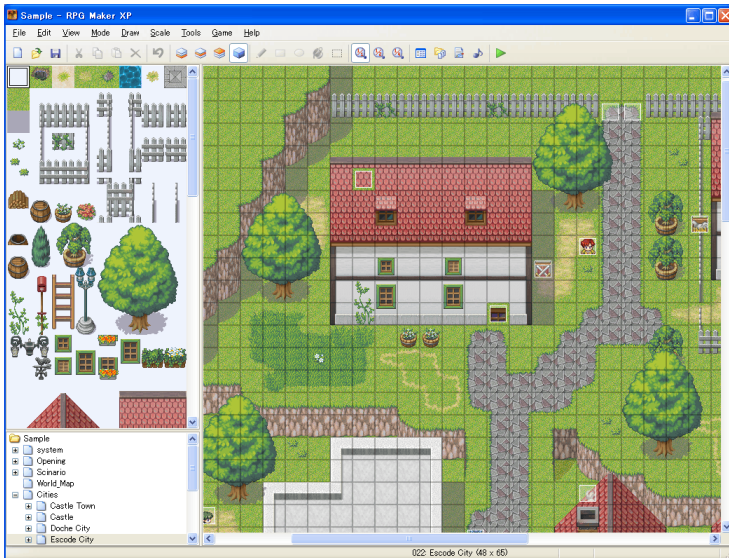 Sample - RPG Maker XP
File Edit View Mode Draw Scale Tools Game Help
Sample
system
Opening
Scinario
World_Map
Cities
Castle Town
Castle
Doche City
Escode City
022: Escode City (48 x 65)